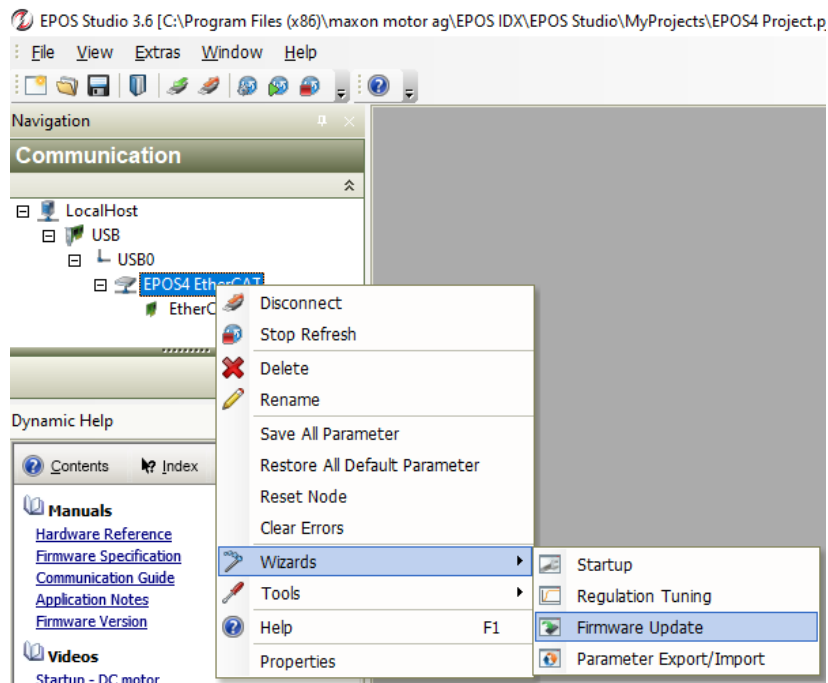 EPOS Studio 3.6 [C:\Program Files (x86)\maxon motor ag\EPOS IDX\EPOS Studio\MyProjects\EPOS4 Project.p
File View Extras Window Help
Navigation
Communication
LocalHost
USB
USB0
EPOS4 EtherCAT
EtherC
Disconnect
Stop Refresh
Delete
Rename
Save All Parameter
Restore All Default Parameter
Reset Node
Clear Errors
Wizards
Tools
Help F1
Properties
Startup
Regulation Tuning
Firmware Update
Parameter Export/Import
Dynamic Help
Contents Index
Manuals
Hardware Reference
Firmware Specification
Communication Guide
Application Notes
Firmware Version
Videos
Startup - DC motor